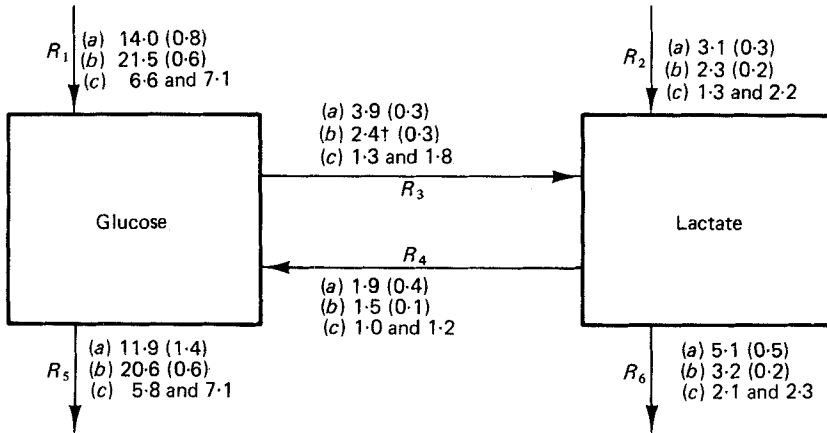 R1
(a) 14·0 (0·8)
(b) 21·5 (0·6)
(c) 6·6 and 7·1
R2
(a) 3·1 (0·3)
(b) 2·3 (0·2)
(c) 1·3 and 2·2
(a) 3·9 (0·3)
(b) 2·4† (0·3)
(c) 1·3 and 1·8
R3
Glucose
Lactate
R4
(a) 1·9 (0·4)
(b) 1·5 (0·1)
(c) 1·0 and 1·2
R5
(a) 11·9 (1·4)
(b) 20·6 (0·6)
(c) 5·8 and 7·1
R6
(a) 5·1 (0·5)
(b) 3·2 (0·2)
(c) 2·1 and 2·3